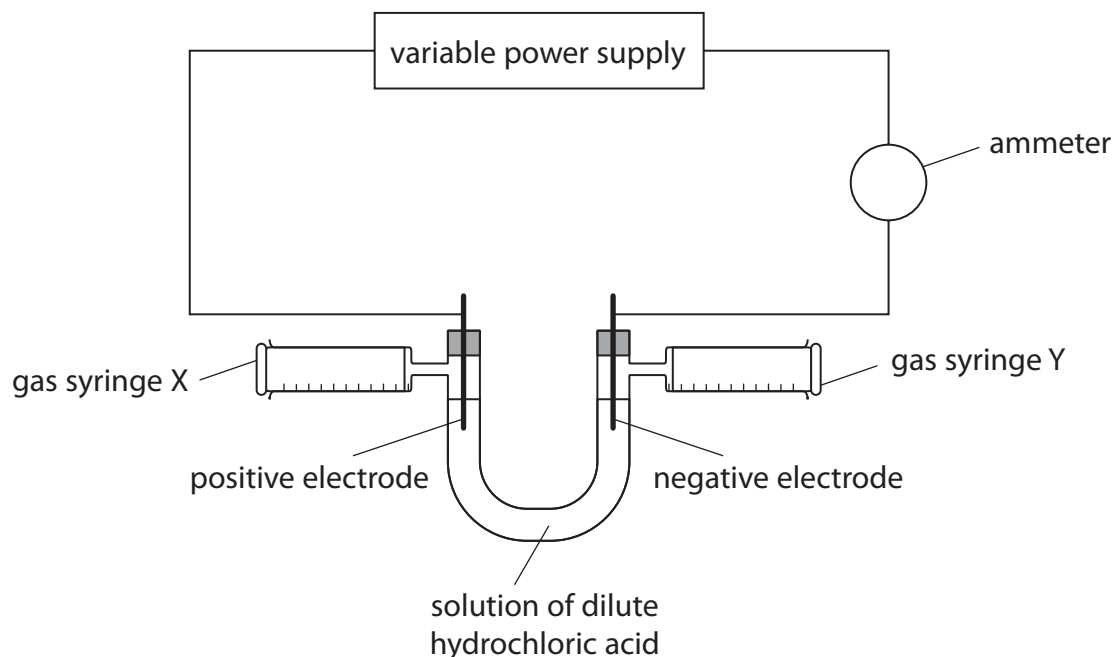 variable power supply
ammeter
gas syringe X
gas syringe Y
positive electrode
negative electrode
solution of dilute
hydrochloric acid